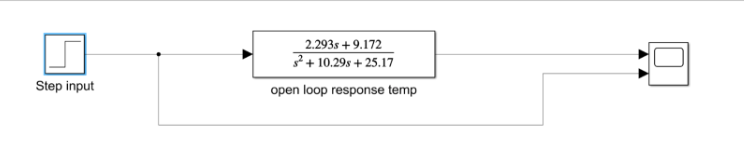 2.293s + 9.172
s² + 10.29s + 25.17
Step input
open loop response temp